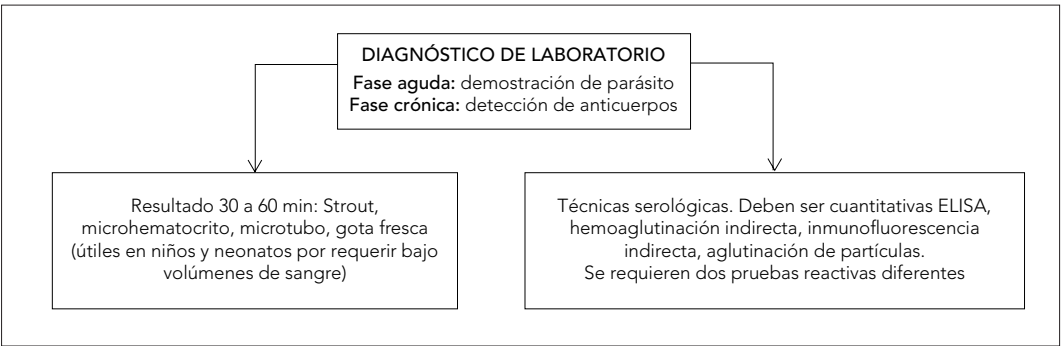 DIAGNÓSTICO DE LABORATORIO
Fase aguda: demostración de parásito
Fase crónica: detección de anticuerpos
Resultado 30 a 60 min: Strout,
microhematocrito, microtubo, gota fresca
(útiles en niños y neonatos por requerir bajo
volúmenes de sangre)
Técnicas serológicas. Deben ser cuantitativas ELISA,
hemoaglutinación indirecta, inmunofluorescencia
indirecta, aglutinación de partículas.
Se requieren dos pruebas reactivas diferentes